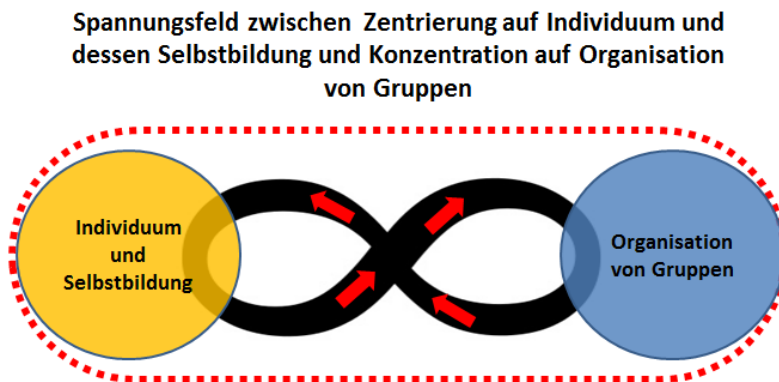 Spannungsfeld zwischen Zentrierung auf Individuum und
dessen Selbstbildung und Konzentration auf Organisation
von Gruppen
Individuum
und
Selbstbildung
Organisation
von Gruppen